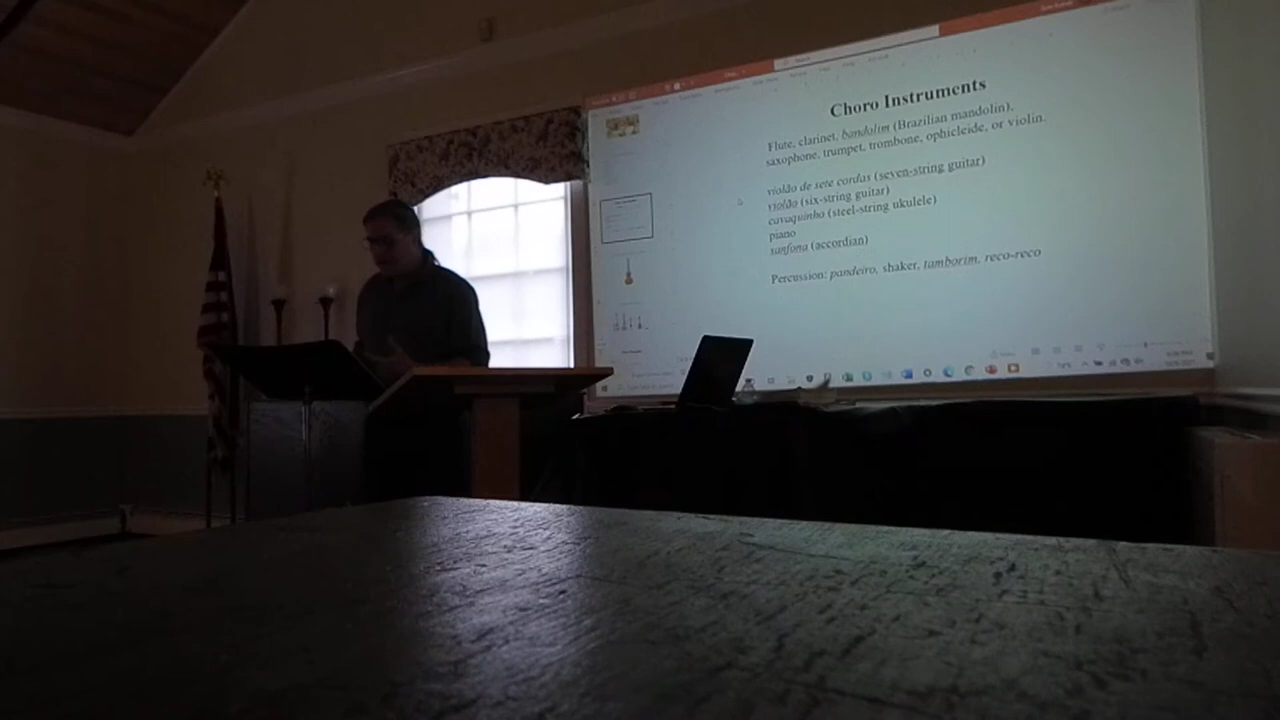 Choro Instruments
Flute, clarinet, bandolim (Brazilian mandolin),
saxophone, trumpet, trombone, ophicleide, or violin.
violão de sete cordas (seven-string guitar)
violão (six-string guitar)
cavaquinho (steel-string ukulele)
piano
sanfona (accordian)
Percussion: pandeiro, shaker, tamborim, reco-reco